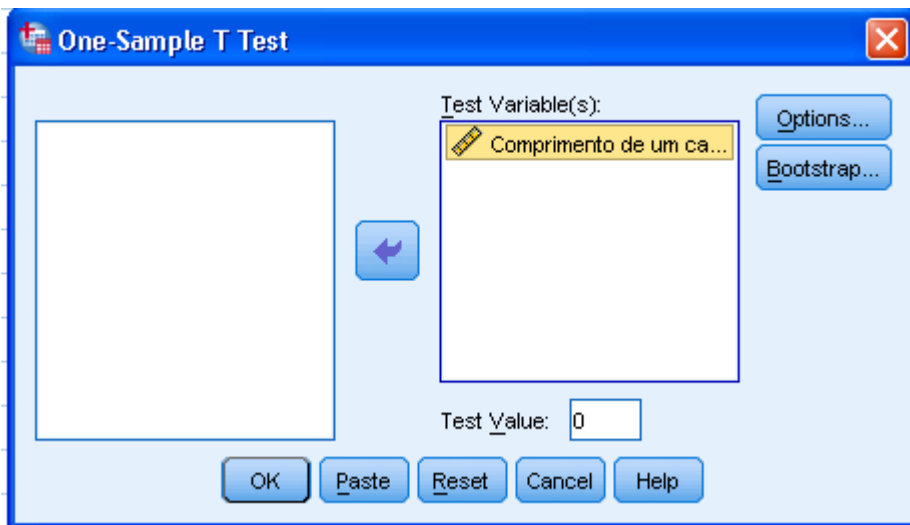 One-Sample T Test
Test Variable(s):
Comprimento de um ca...
Options...
Bootstrap...
Test Value: 0
OK Paste Reset Cancel Help